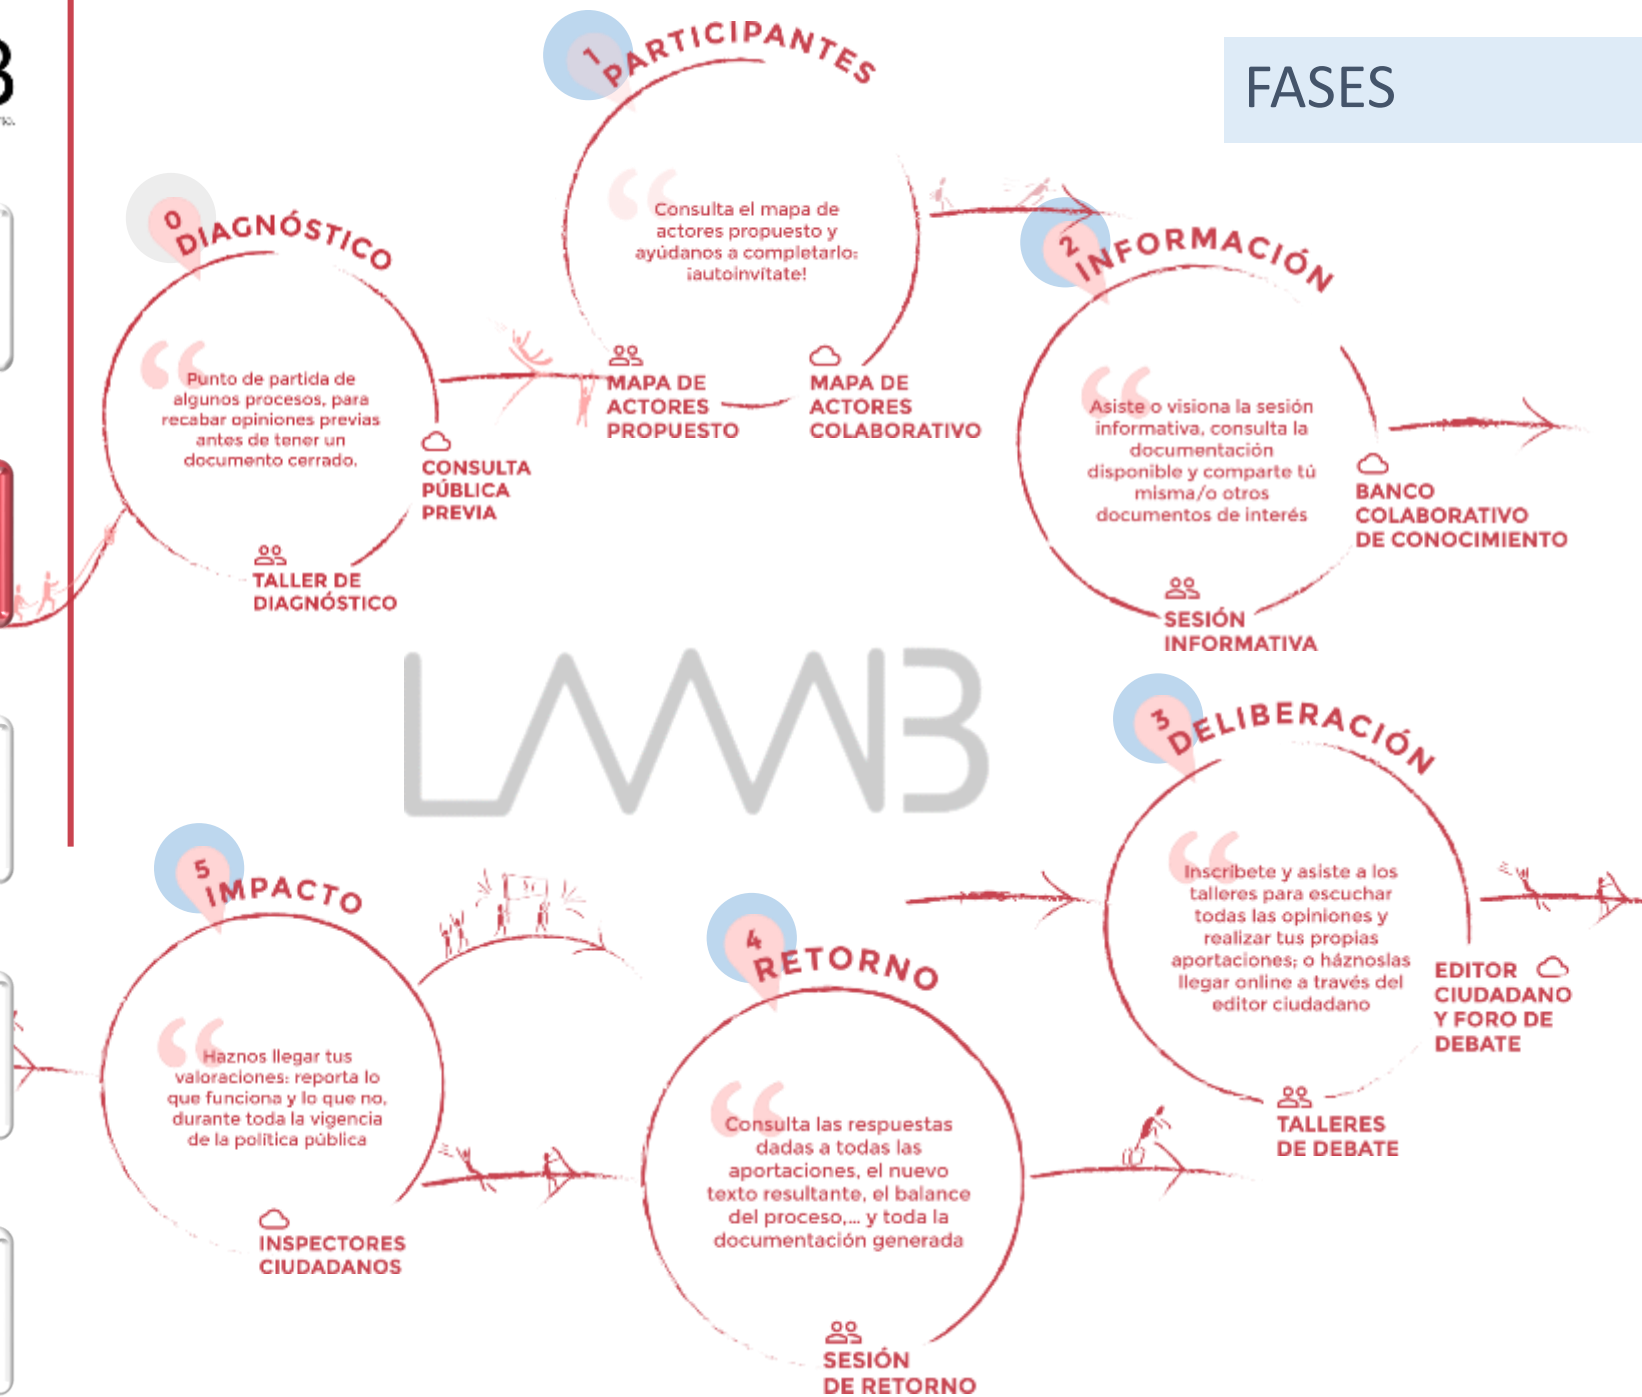 FASES
0
DIAGNÓSTICO
Punto de partida de
algunos procesos, para
recabar opiniones previas
antes de tener un
documento cerrado.
CONSULTA
PÚBLICA
PREVIA
TALLER DE
DIAGNÓSTICO
1
PARTICIPANTES
Consulta el mapa de
actores propuesto y
ayúdanos a completarlo:
¡autoinvítate!
MAPA DE
ACTORES
PROPUESTO
MAPA DE
ACTORES
COLABORATIVO
2
INFORMACIÓN
Asiste o visiona la sesión
informativa, consulta la
documentación
disponible y comparte tú
misma/o otros
documentos de interés
BANCO
COLABORATIVO
DE CONOCIMIENTO
SESIÓN
INFORMATIVA
LAAAB
3
DELIBERACIÓN
Inscríbete y asiste a los
talleres para escuchar
todas las opiniones y
realizar tus propias
aportaciones; o háznoslas
llegar online a través del
editor ciudadano
EDITOR
CIUDADANO
Y FORO DE
DEBATE
TALLERES
DE DEBATE
4
RETORNO
Consulta las respuestas
dadas a todas las
aportaciones, el nuevo
texto resultante, el balance
del proceso,... y toda la
documentación generada
SESIÓN
DE RETORNO
5
IMPACTO
Haznos llegar tus
valoraciones: reporta lo
que funciona y lo que no,
durante toda la vigencia
de la política pública
INSPECTORES
CIUDADANOS